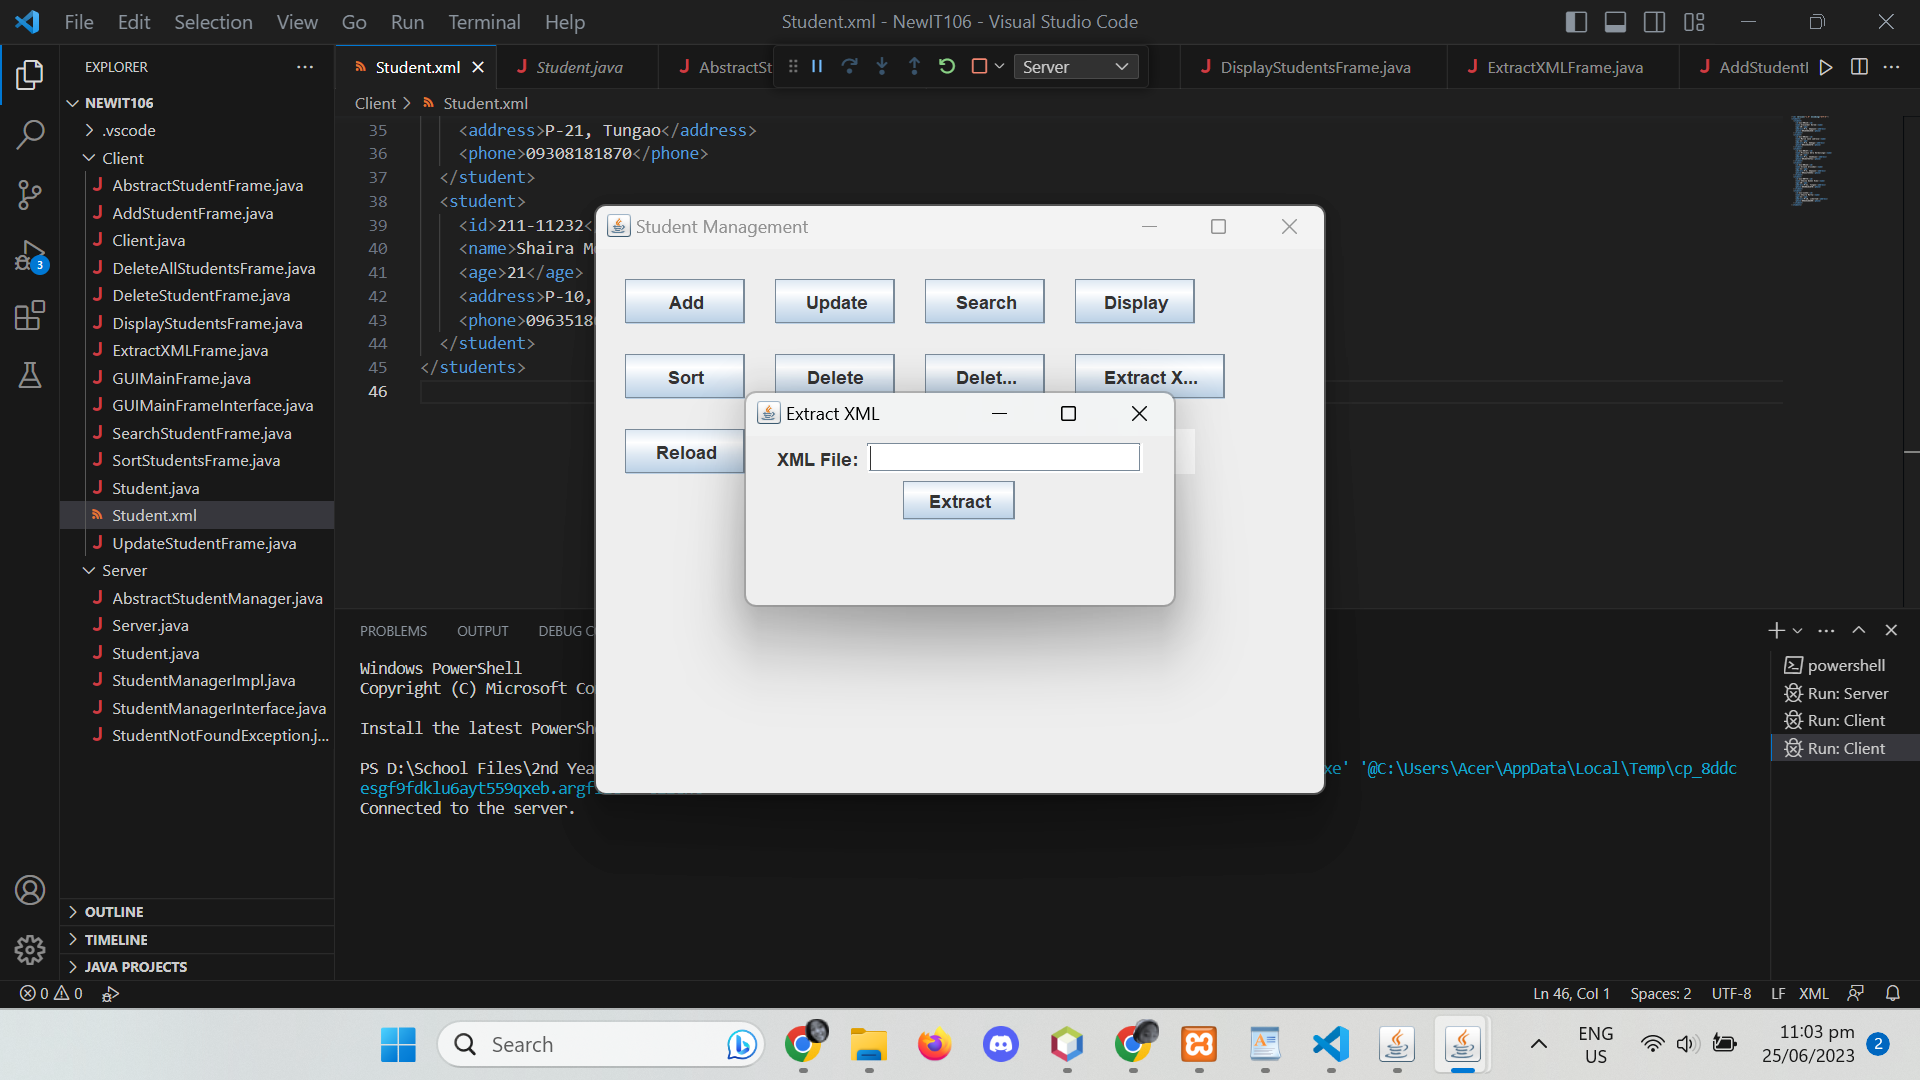 File Edit Selection View Go Run Terminal Help
Student.xml - NewIT106 - Visual Studio Code
EXPLORER
Student.xml
Student.java
AbstractSt
Server
DisplayStudentsFrame.java
ExtractXMLFrame.java
AddStudentI
NEWIT106
.vscode
Client
AbstractStudentFrame.java
AddStudentFrame.java
Client.java
DeleteAllStudentsFrame.java
DeleteStudentFrame.java
DisplayStudentsFrame.java
ExtractXMLFrame.java
GUIMainFrame.java
GUIMainFrameInterface.java
SearchStudentFrame.java
SortStudentsFrame.java
Student.java
Student.xml
UpdateStudentFrame.java
Server
AbstractStudentManager.java
Server.java
Student.java
StudentManagerImpl.java
StudentManagerInterface.java
StudentNotFoundException.j...
OUTLINE
TIMELINE
JAVA PROJECTS
Client > Student.xml
35 <address>P-21, Tungao</address>
36 <phone>09308181870</phone>
37 </student>
38 <student>
39 <id>211-11232<
40 <name>Shaira M
41 <age>21</age>
42 <address>P-10,
43 <phone>0963518
44 </student>
45 </students>
46
Student Management
Add Update Search Display
Sort Delete Delet... Extract X...
Reload
Extract XML
XML File:
Extract
PROBLEMS OUTPUT DEBUG C
Windows PowerShell
Copyright (C) Microsoft Co
Install the latest PowerSh
PS D:\School Files\2nd Yea xe' '@C:\Users\Acer\AppData\Local\Temp\cp_8ddc
esgf9fdklu6ayt559qxeb.argf
Connected to the server.
powershell
Run: Server
Run: Client
Run: Client
3
0 0
Ln 46, Col 1 Spaces: 2 UTF-8 LF XML
Search
ENG
US
11:03 pm
25/06/2023
2